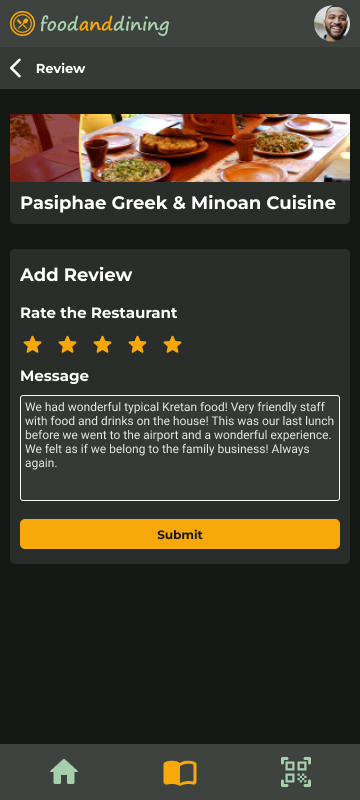 foodanddining
Review
Pasiphae Greek & Minoan Cuisine
Add Review
Rate the Restaurant
Message
We had wonderful typical Kretan food! Very friendly staff
with food and drinks on the house! This was our last lunch
before we went to the airport and a wonderful experience.
We felt as if we belong to the family business! Always
again.
Submit